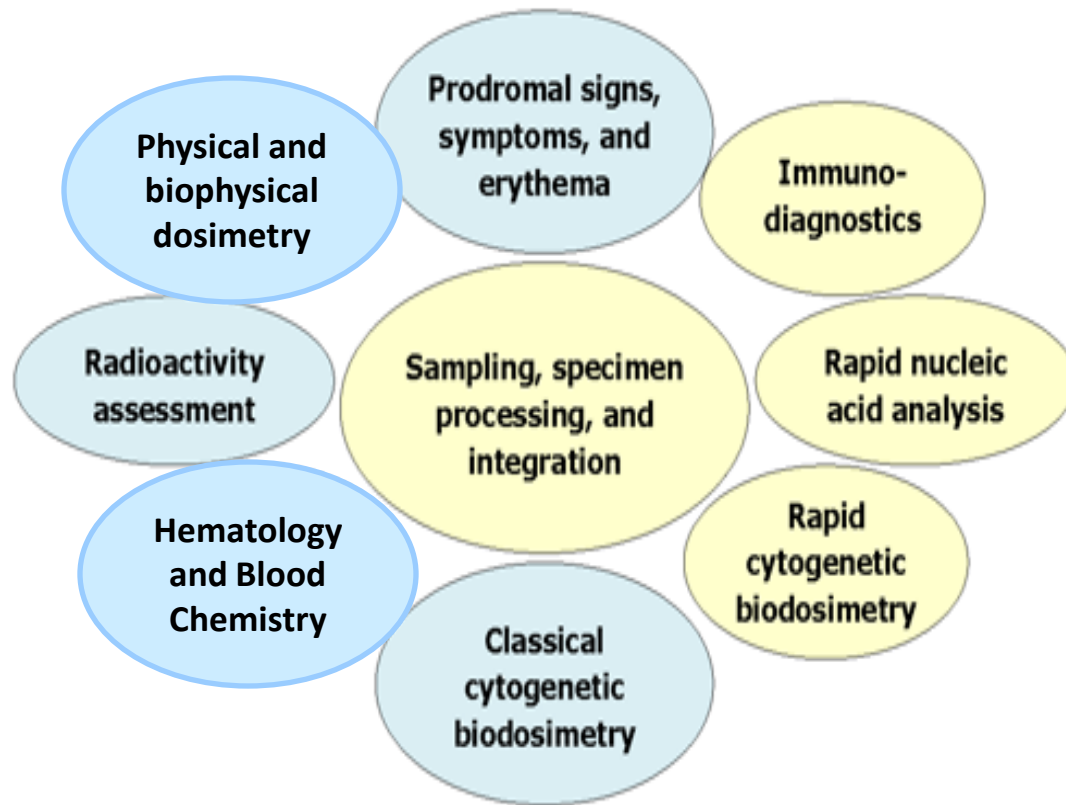 Prodromal signs,
symptoms, and
erythema
Physical and
biophysical
dosimetry
Immuno-
diagnostics
Radioactivity
assessment
Sampling, specimen
processing, and
integration
Rapid nucleic
acid analysis
Hematology
and Blood
Chemistry
Rapid
cytogenetic
biodosimetry
Classical
cytogenetic
biodosimetry